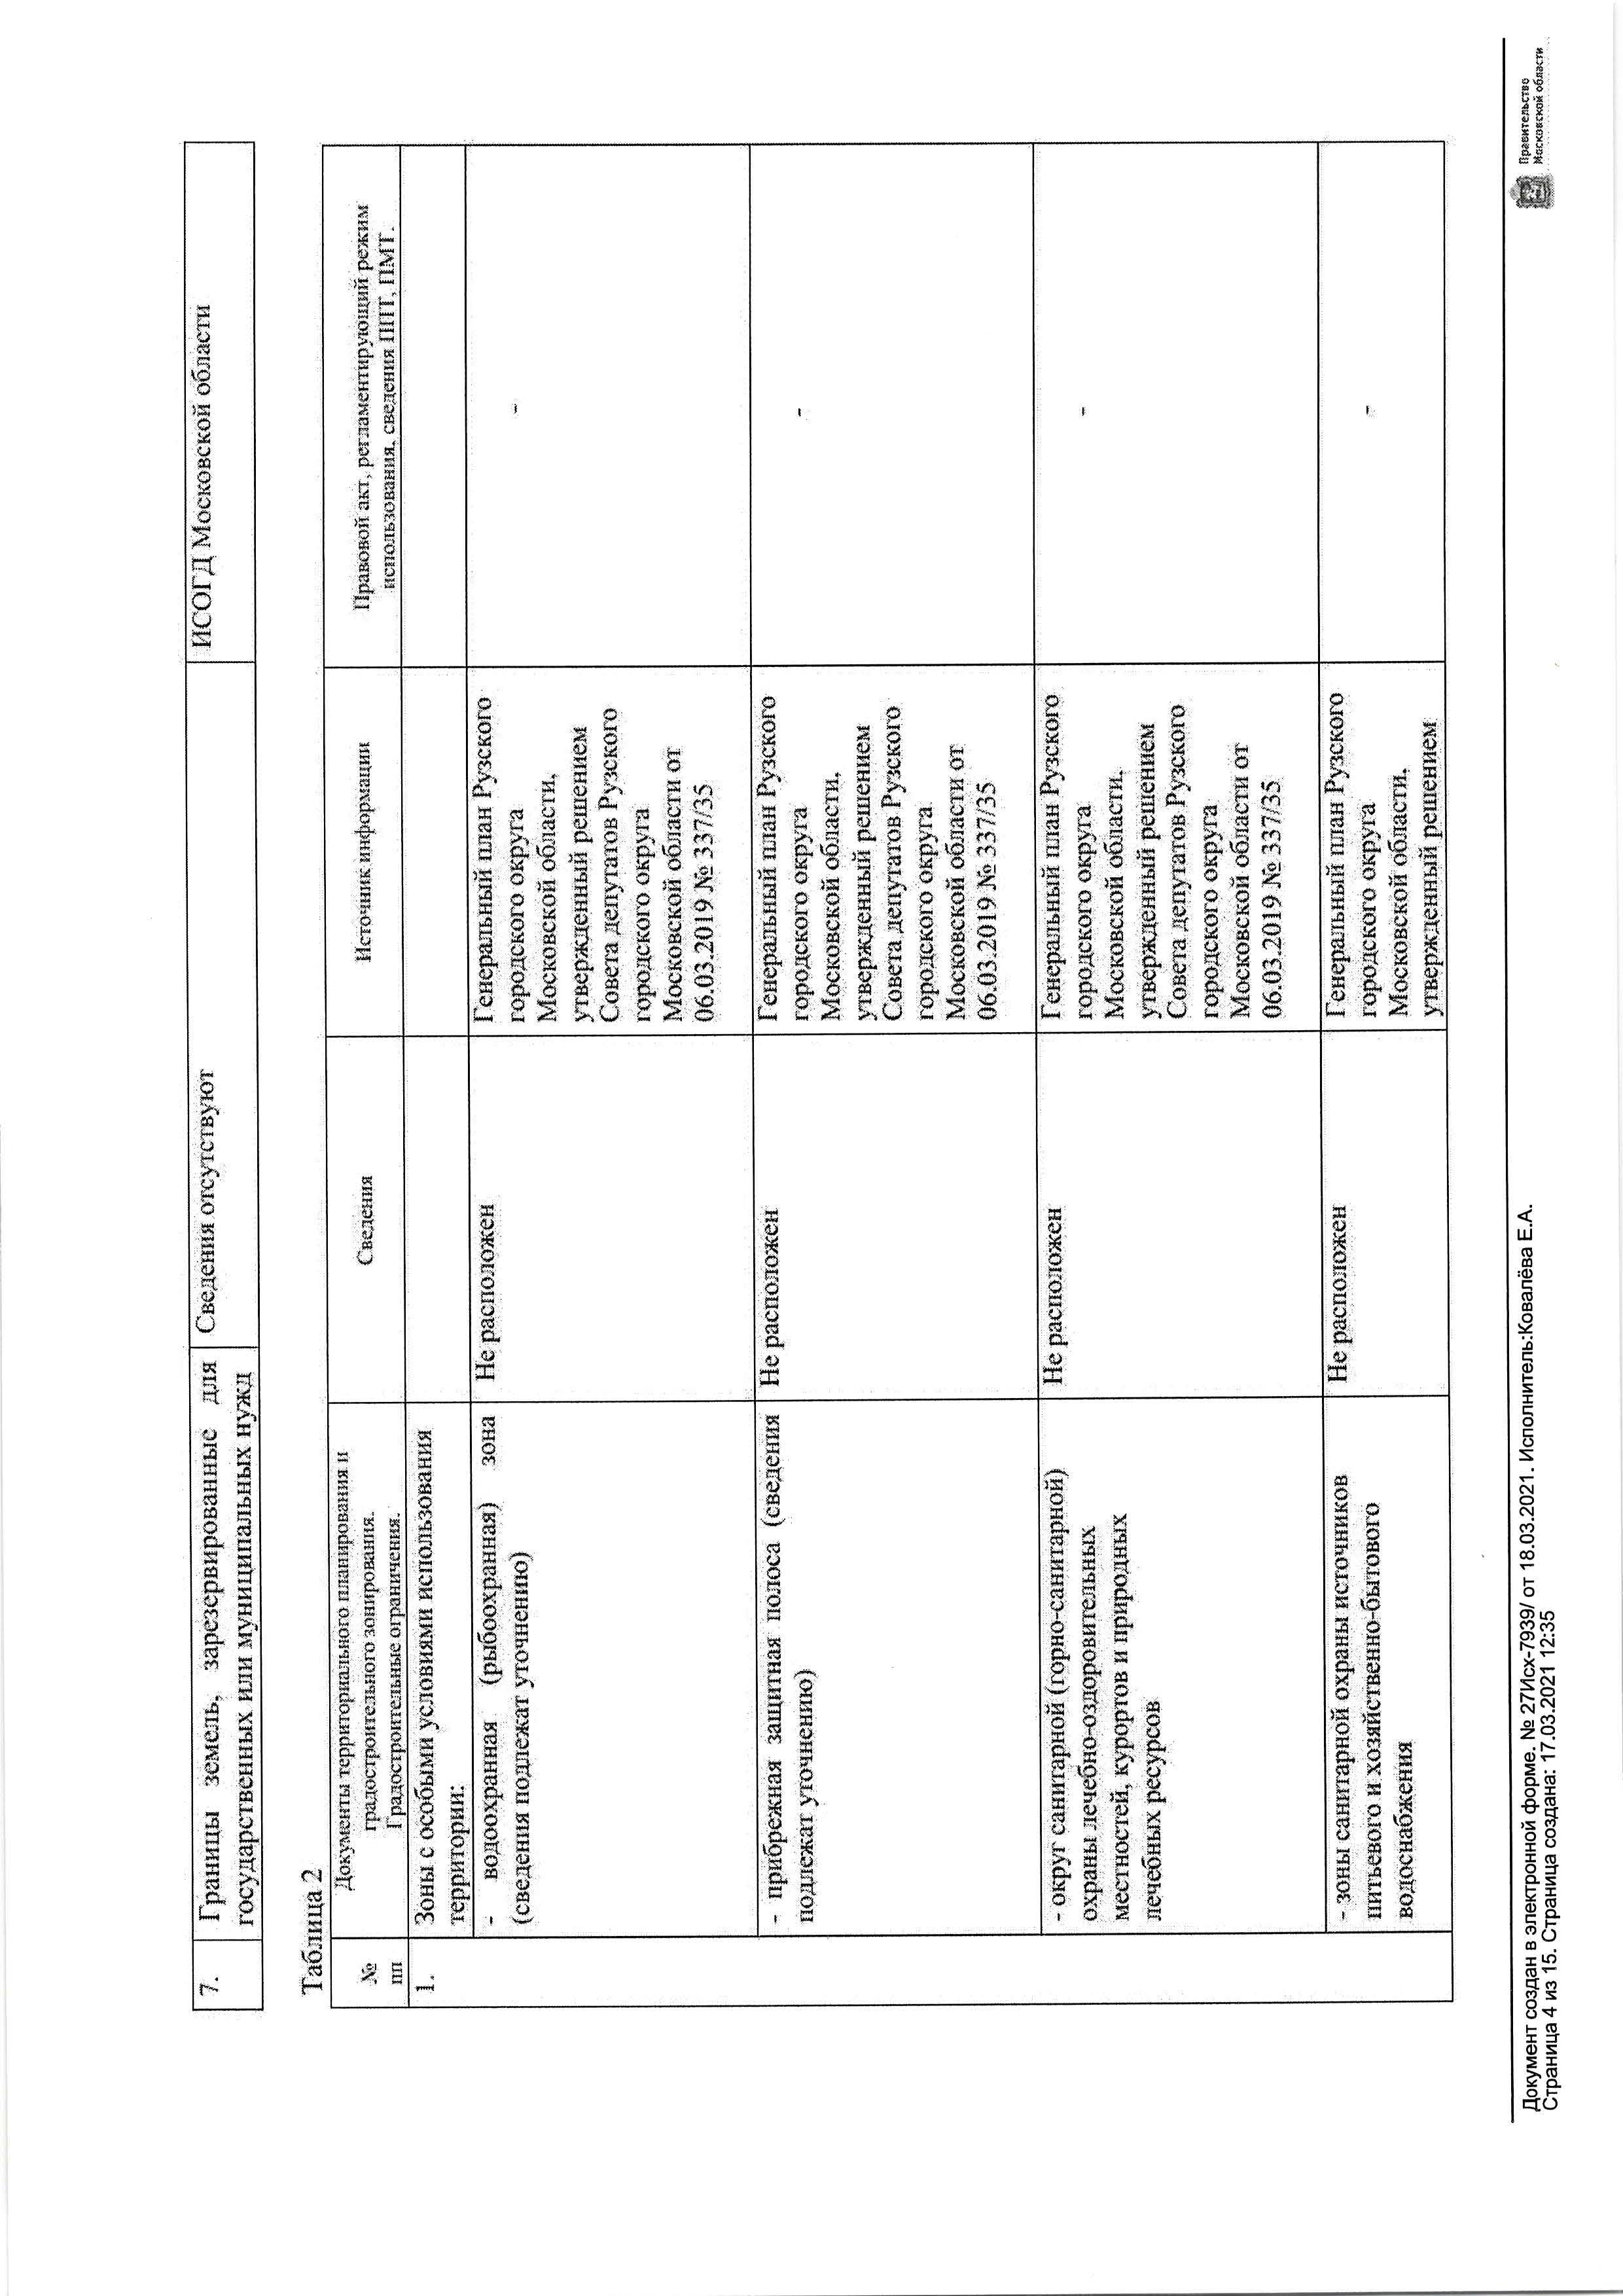 7.
Границы земель, зарезервированные для
государственных или муниципальных нужд
Сведения отсутствуют
ИСОГД Московской области
Таблица 2
№
пп
Документы территориального планирования и
градостроительного зонирования.
Градостроительные ограничения.
Сведения
Источник информации
Правовой акт, регламентирующий режим
использования, сведения ППТ, ПМТ.
1.
Зоны с особыми условиями использования
территории:
- водоохранная (рыбоохранная) зона
(сведения подлежат уточнению)
Не расположен
Генеральный план Рузского
городского округа
Московской области,
утвержденный решением
Совета депутатов Рузского
городского округа
Московской области от
06.03.2019 № 337/35
-
- прибрежная защитная полоса (сведения
подлежат уточнению)
Не расположен
Генеральный план Рузского
городского округа
Московской области,
утвержденный решением
Совета депутатов Рузского
городского округа
Московской области от
06.03.2019 № 337/35
-
- округ санитарной (горно-санитарной)
охраны лечебно-оздоровительных
местностей, курортов и природных
лечебных ресурсов
Не расположен
Генеральный план Рузского
городского округа
Московской области,
утвержденный решением
Совета депутатов Рузского
городского округа
Московской области от
06.03.2019 № 337/35
-
- зоны санитарной охраны источников
питьевого и хозяйственно-бытового
водоснабжения
Не расположен
Генеральный план Рузского
городского округа
Московской области,
утвержденный решением
-
Документ создан в электронной форме. № 27Исх-7939/ от 18.03.2021. Исполнитель:Ковалёва Е.А.
Страница 4 из 15. Страница создана: 17.03.2021 12:35
Правительство
Московской области